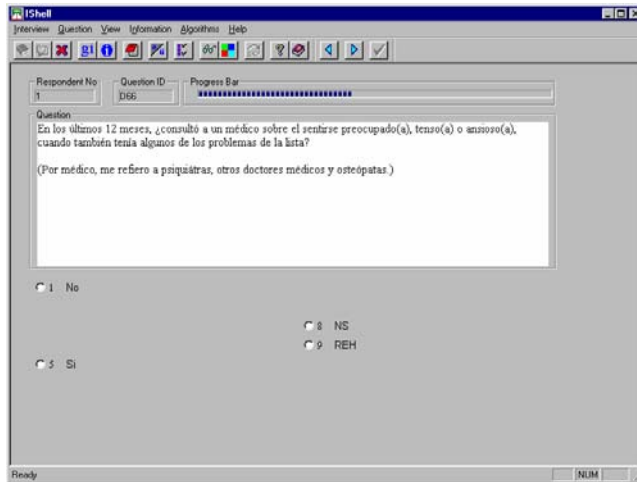 IShell
Interview Question View Information Algorithms Help
Respondent No
Question ID
Progress Bar
1
D66
Question
En los últimos 12 meses, ¿consultó a un médico sobre el sentirse preocupado(a), tenso(a) o ansioso(a),
cuando también tenía algunos de los problemas de la lista?
(Por médico, me refiero a psiquiátras, otros doctores médicos y osteópatas.)
1 No
8 NS
9 REH
5 Si
Ready
NUM